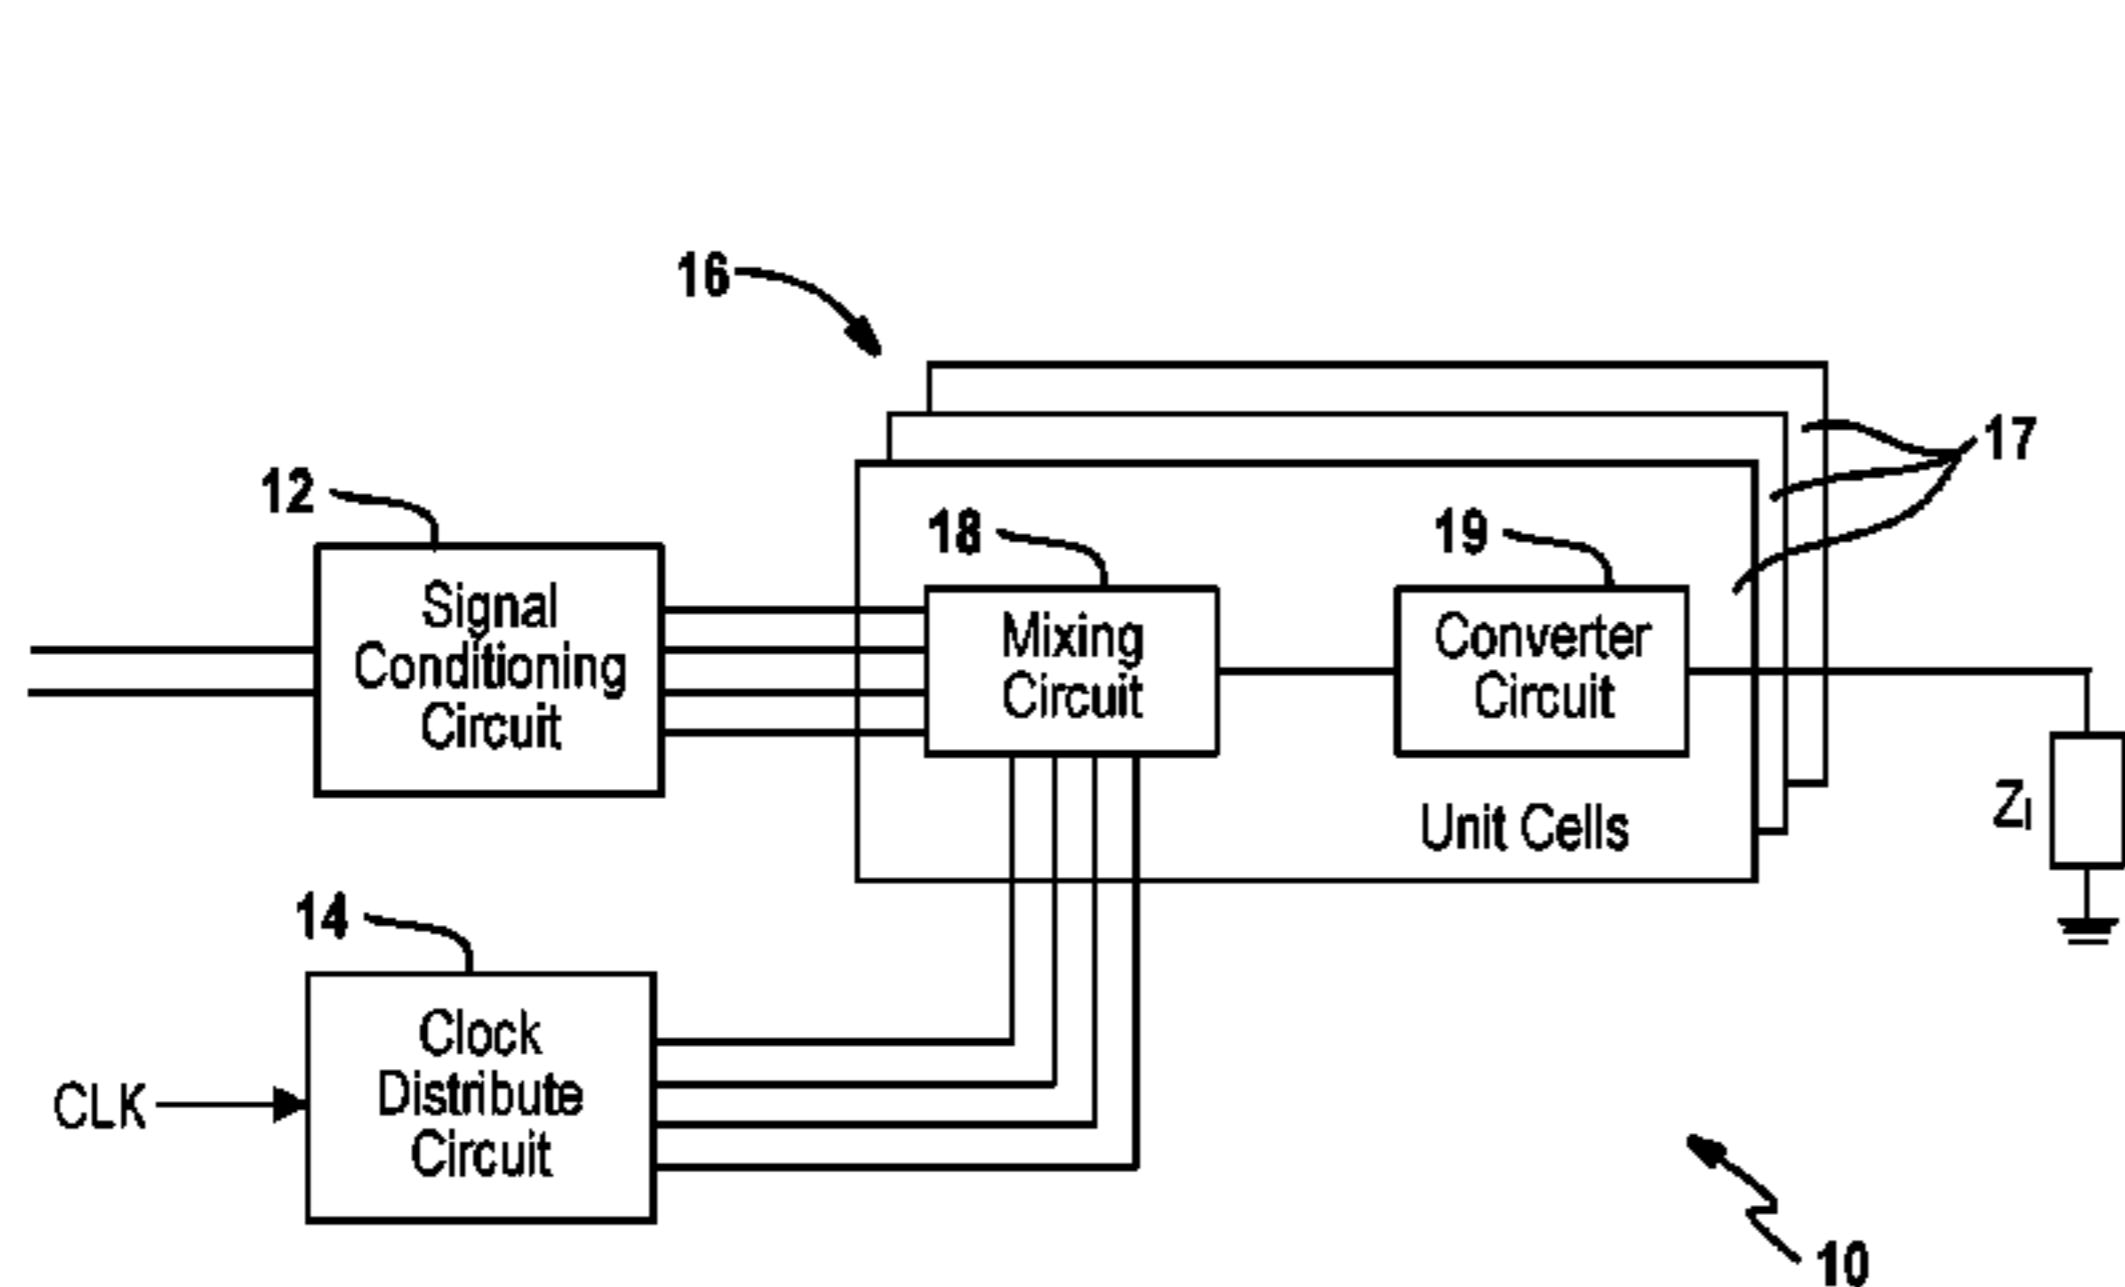 16
17
12
18
19
Signal
Conditioning
Circuit
Mixing
Circuit
Converter
Circuit
Unit Cells
Zl
14
Clock
Distribute
Circuit
CLK
10